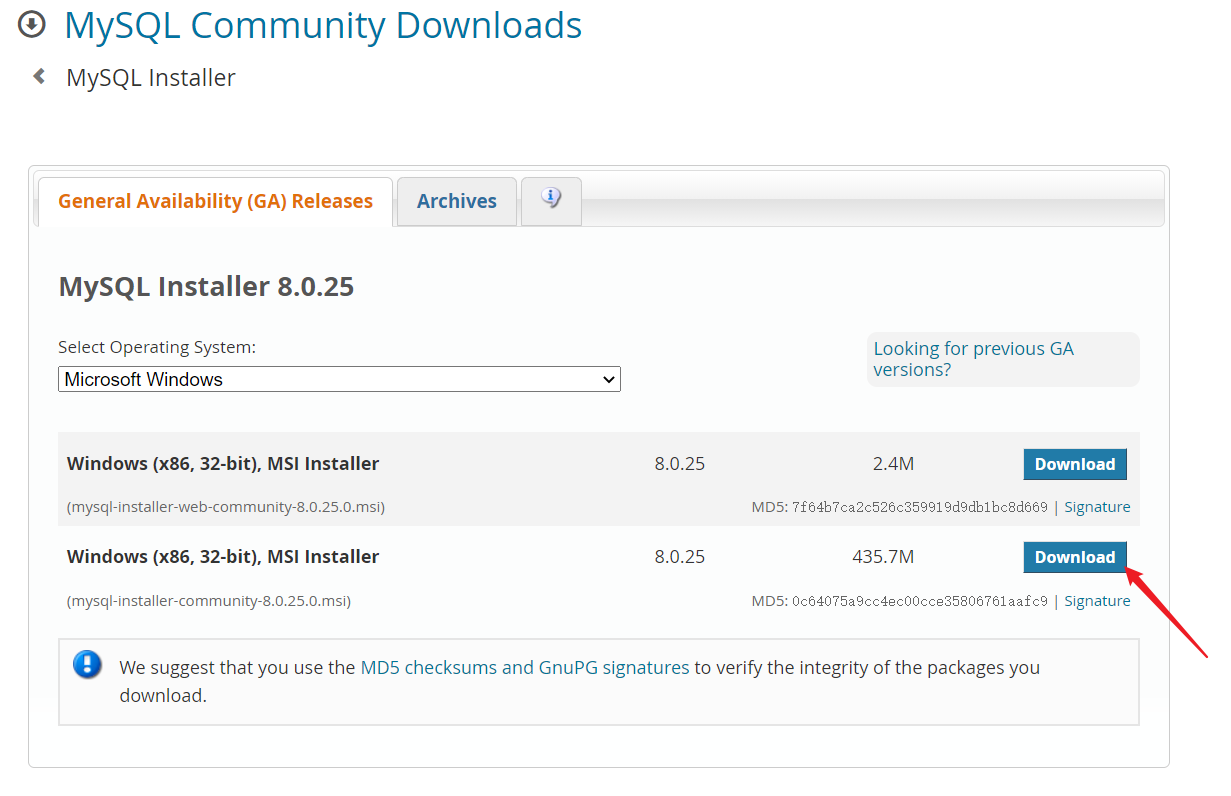 MySQL Community Downloads
MySQL Installer
General Availability (GA) Releases
Archives
MySQL Installer 8.0.25
Select Operating System:
Microsoft Windows
Looking for previous GA
versions?
Windows (x86, 32-bit), MSI Installer 8.0.25 2.4M Download
(mysql-installer-web-community-8.0.25.0.msi) MD5: 7f64b7ca2c526c359919d9db1bc8d669 | Signature
Windows (x86, 32-bit), MSI Installer 8.0.25 435.7M Download
(mysql-installer-community-8.0.25.0.msi) MD5: 0c64075a9cc4ec00cce35806761aafc9 | Signature
We suggest that you use the MD5 checksums and GnuPG signatures to verify the integrity of the packages you
download.